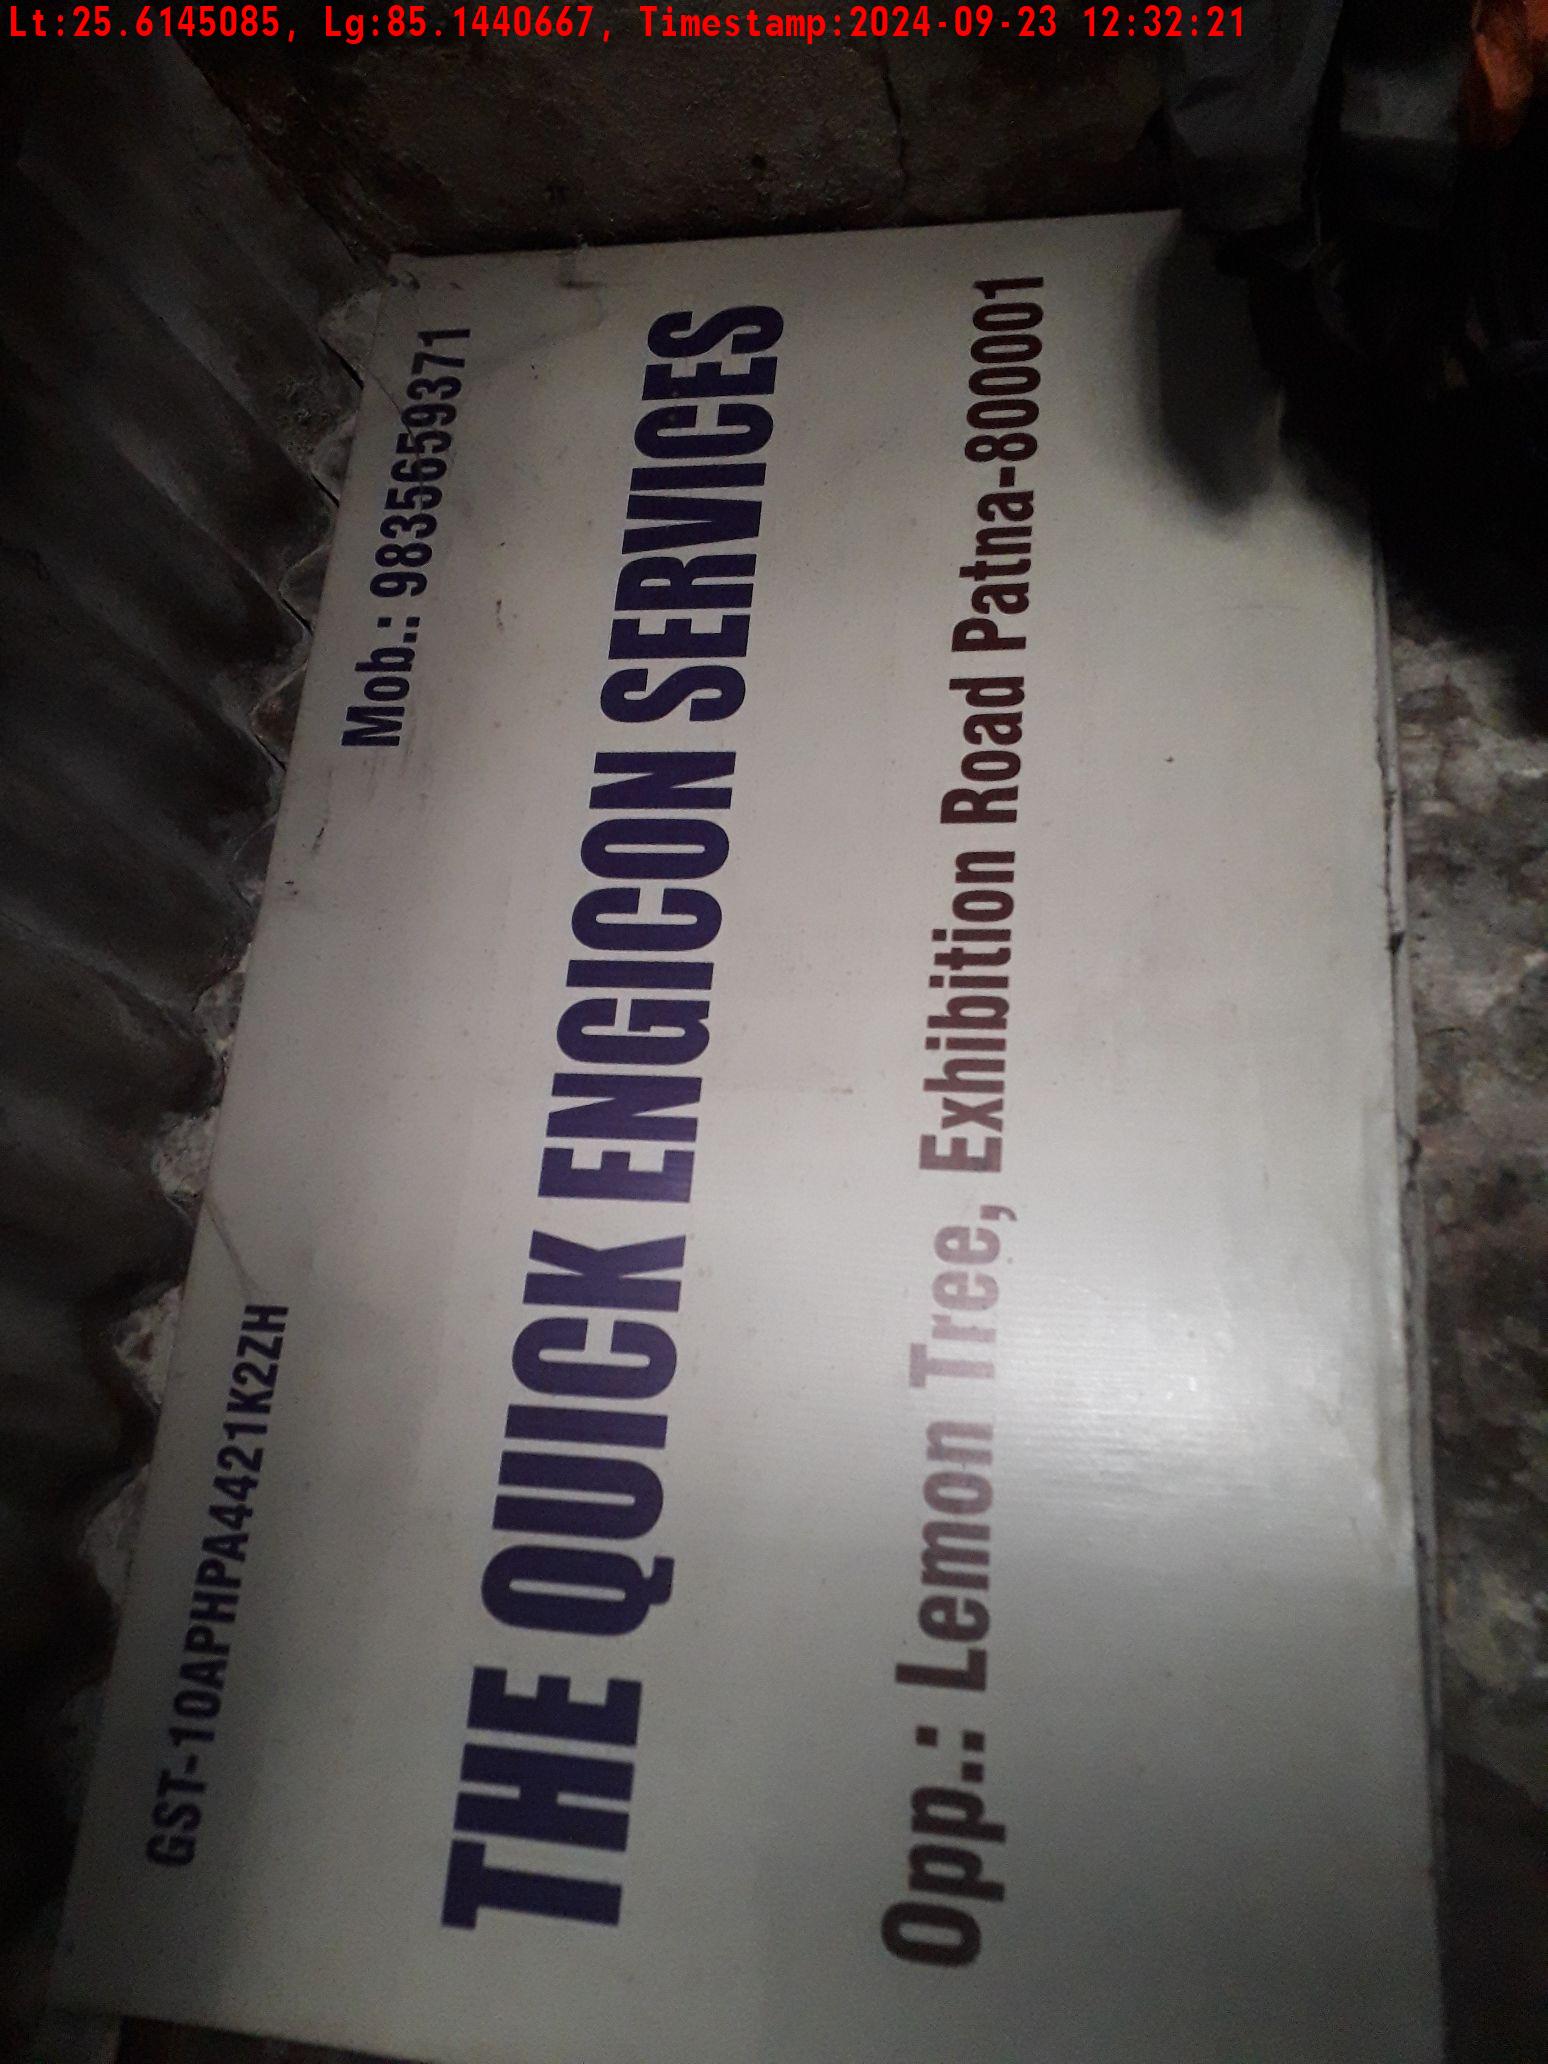 Lt:25.6145085, Lg:85.1440667, Timestamp:2024-09-23 12:32:21
GST-10APHPA4421K2ZH
Mob.: 9835659371
THE QUICK ENGICON SERVICES
Opp.: Lemon Tree, Exhibition Road Patna-800001